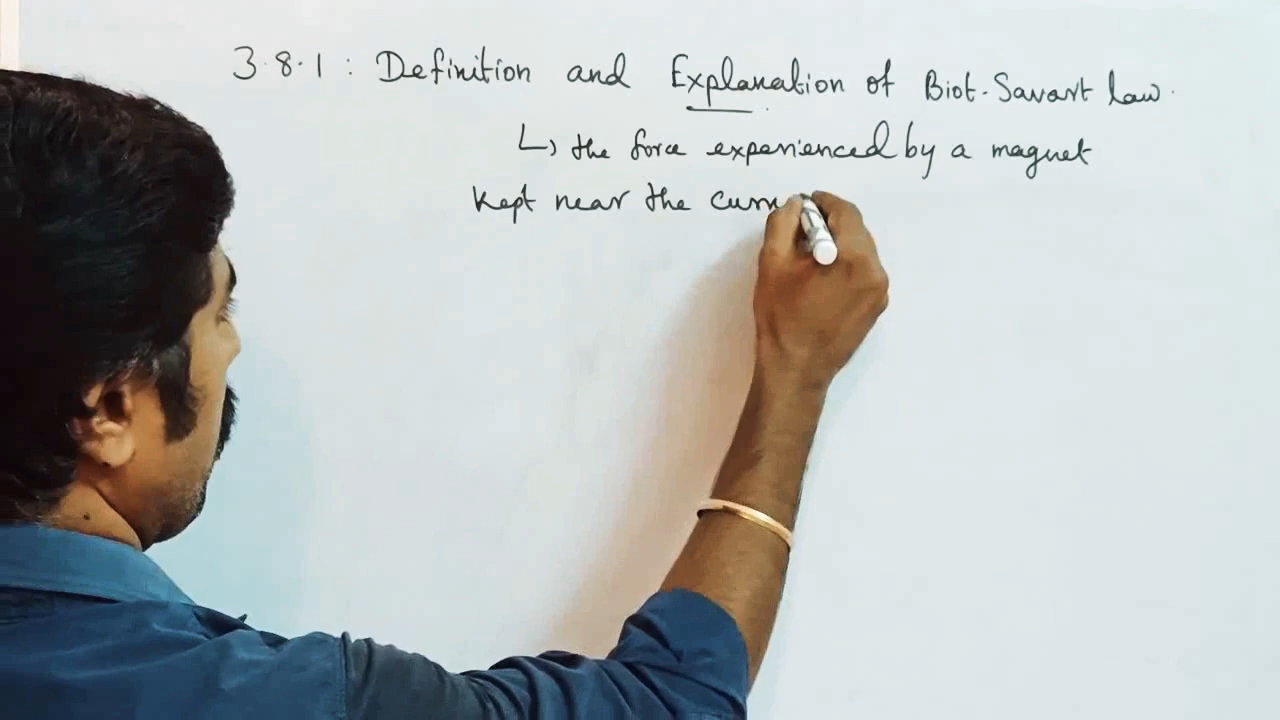 3.8.1 : Definition and Explanation of Biot-Savart law.
↳ the force experienced by a magnet
kept near the curr